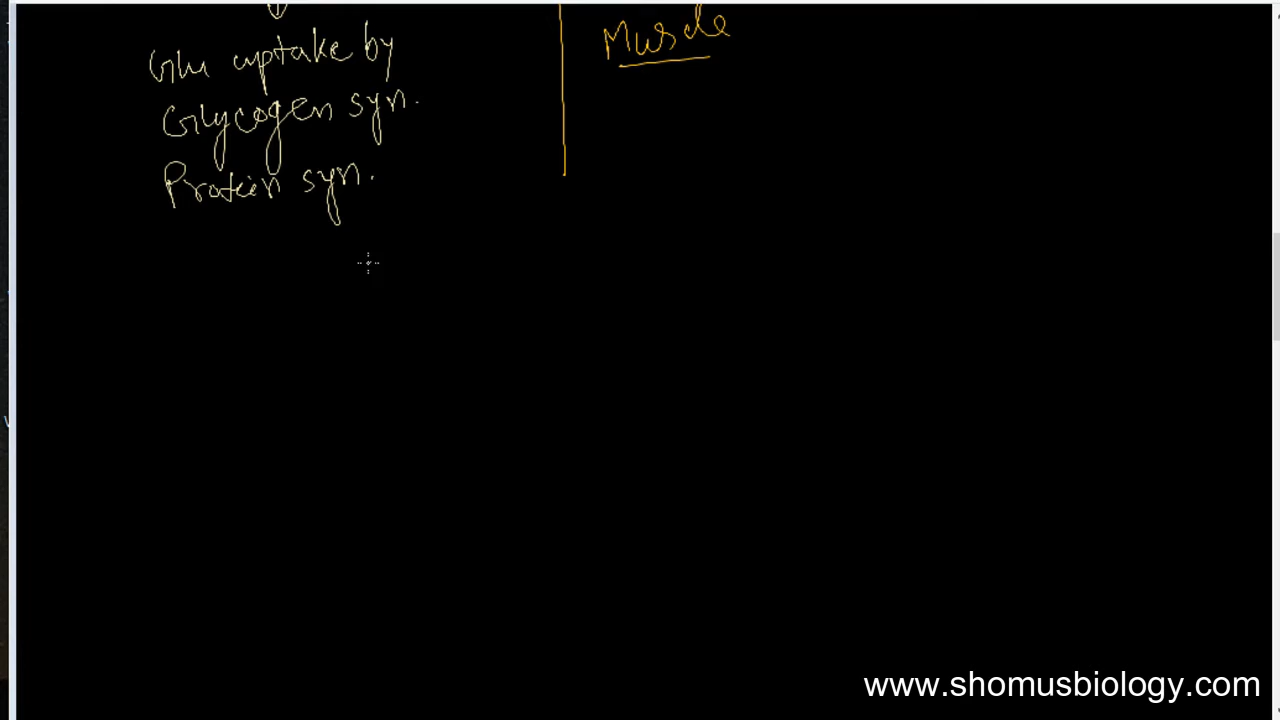 Glu uptake by
Glycogen syn.
Protein syn.
Muscle
www.shomusbiology.com